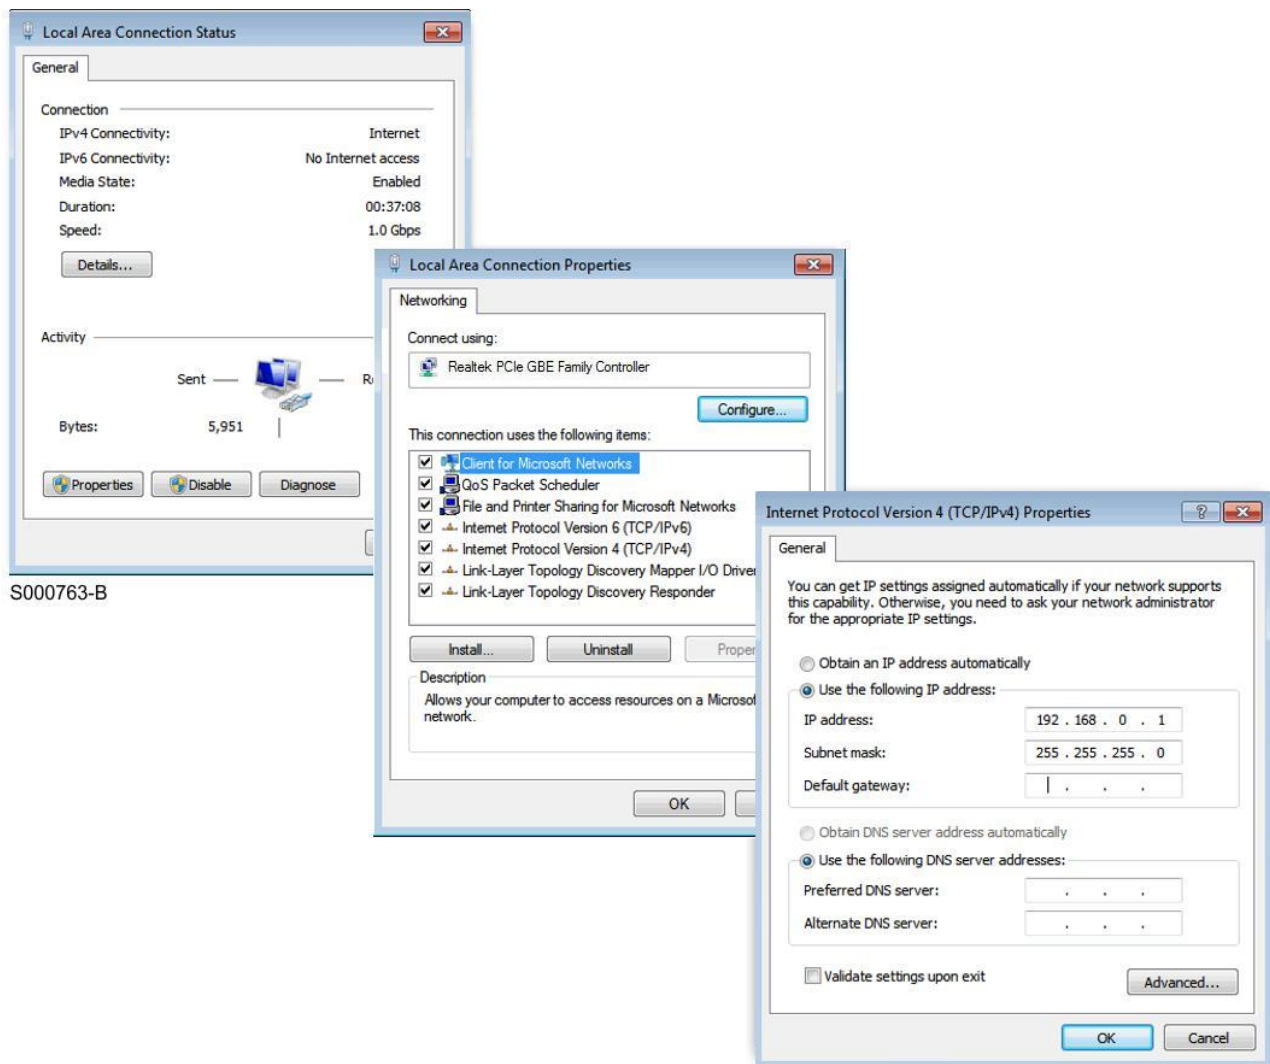 Local Area Connection Status
General
Connection
IPv4 Connectivity: Internet
IPv6 Connectivity: No Internet access
Media State: Enabled
Duration: 00:37:08
Speed: 1.0 Gbps
Details...
Activity
Sent
Bytes: 5,951
Properties Disable Diagnose
S000763-B
Local Area Connection Properties
Networking
Connect using:
Realtek PCIe GBE Family Controller
Configure...
This connection uses the following items:
Client for Microsoft Networks
QoS Packet Scheduler
File and Printer Sharing for Microsoft Networks
Internet Protocol Version 6 (TCP/IPv6)
Internet Protocol Version 4 (TCP/IPv4)
Link-Layer Topology Discovery Mapper I/O Drive
Link-Layer Topology Discovery Responder
Install... Uninstall Proper
Description
Allows your computer to access resources on a Microsof
network.
OK
Internet Protocol Version 4 (TCP/IPv4) Properties
General
You can get IP settings assigned automatically if your network supports
this capability. Otherwise, you need to ask your network administrator
for the appropriate IP settings.
Obtain an IP address automatically
Use the following IP address:
IP address: 192 . 168 . 0 . 1
Subnet mask: 255 . 255 . 255 . 0
Default gateway: . . .
Obtain DNS server address automatically
Use the following DNS server addresses:
Preferred DNS server: . . .
Alternate DNS server: . . .
Validate settings upon exit
Advanced...
OK Cancel